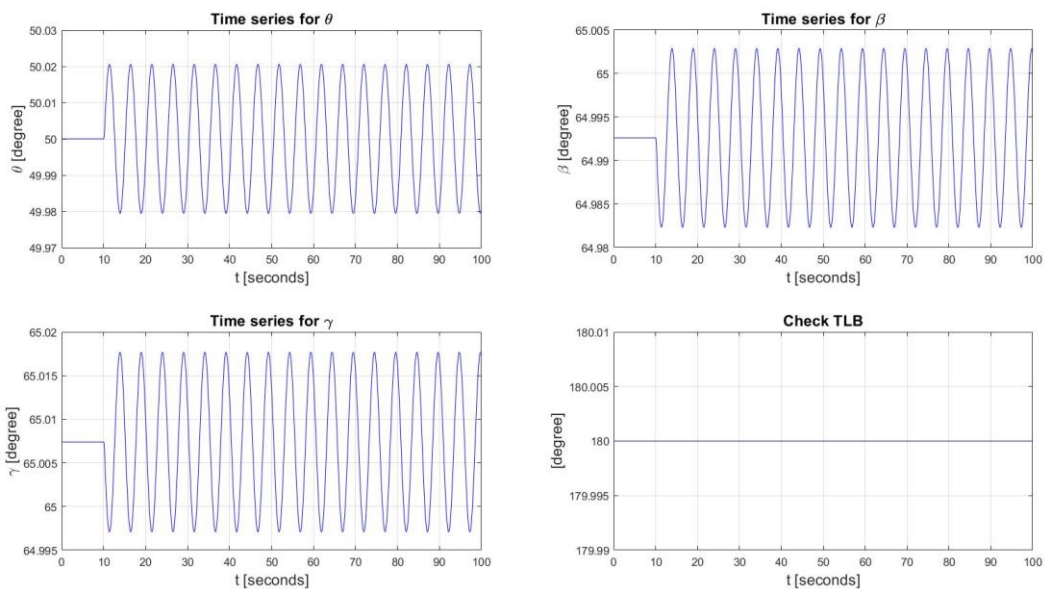 Time series for θ
50.03
50.02
50.01
50
49.99
49.98
49.97
θ [degree]
0 10 20 30 40 50 60 70 80 90 100
t [seconds]
Time series for β
65.005
65
64.995
64.99
64.985
64.98
β [degree]
0 10 20 30 40 50 60 70 80 90 100
t [seconds]
Time series for γ
65.02
65.015
65.01
65.005
65
64.995
γ [degree]
0 10 20 30 40 50 60 70 80 90 100
t [seconds]
Check TLB
180.01
180.005
180
179.995
179.99
[degree]
0 10 20 30 40 50 60 70 80 90 100
t [seconds]